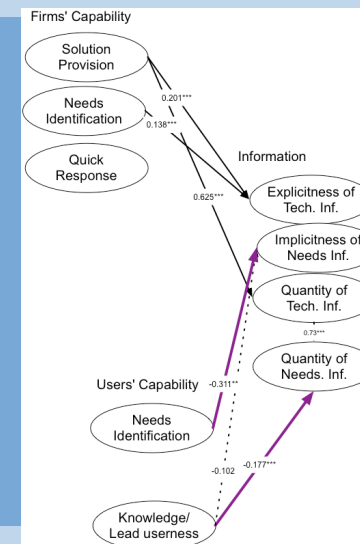 Firms' Capability
Solution
Provision
0.201***
Needs
Identification
0.138***
Information
Quick
Response
0.625***
Explicitness of
Tech. Inf.
Implicitness of
Needs Inf.
Quantity of
Tech. Inf.
0.73***
Quantity of
Needs. Inf.
Users' Capability
-0.311**
Needs
Identification
-0.102
-0.177***
Knowledge/
Lead userness